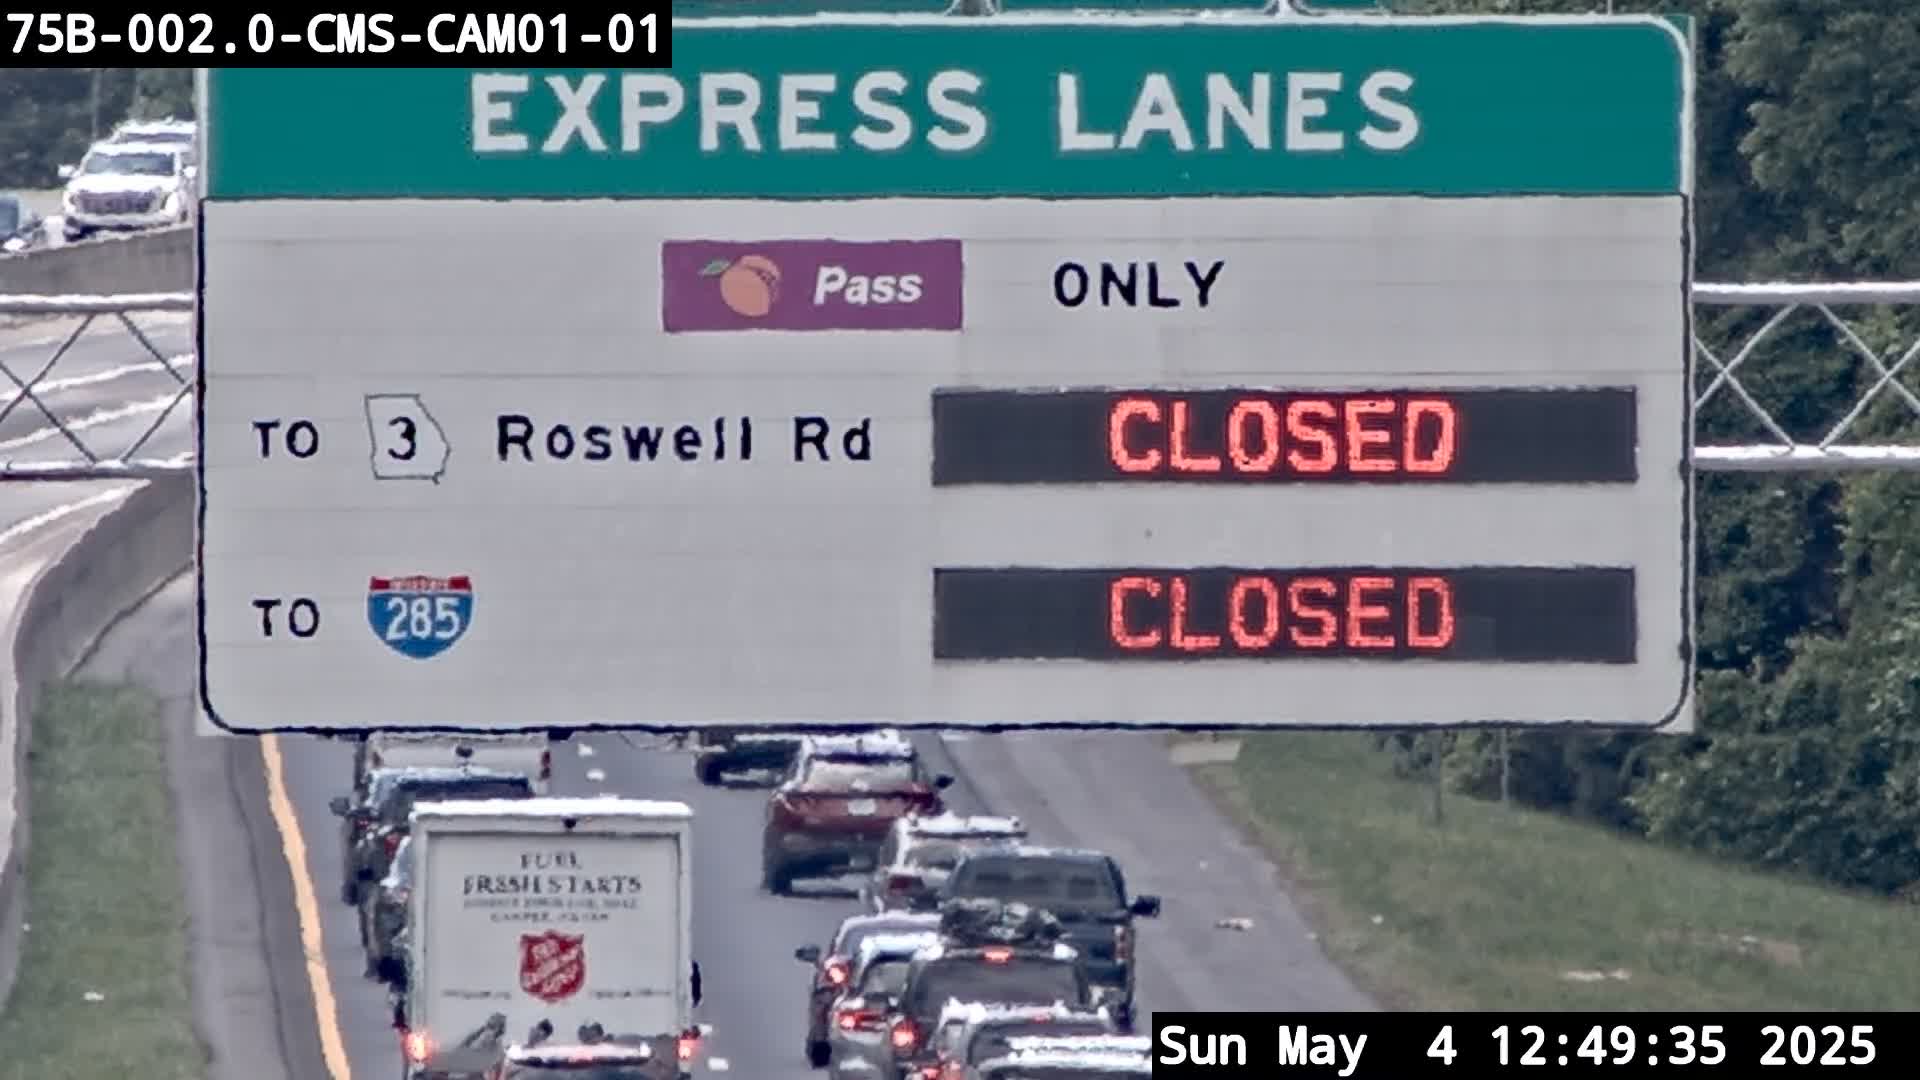 75B-002.0-CMS-CAM01-01
EXPRESS LANES
Pass ONLY
TO 3 Roswell Rd CLOSED
TO 285 CLOSED
FUEL
FRESH STARTS
Sun May 4 12:49:35 2025